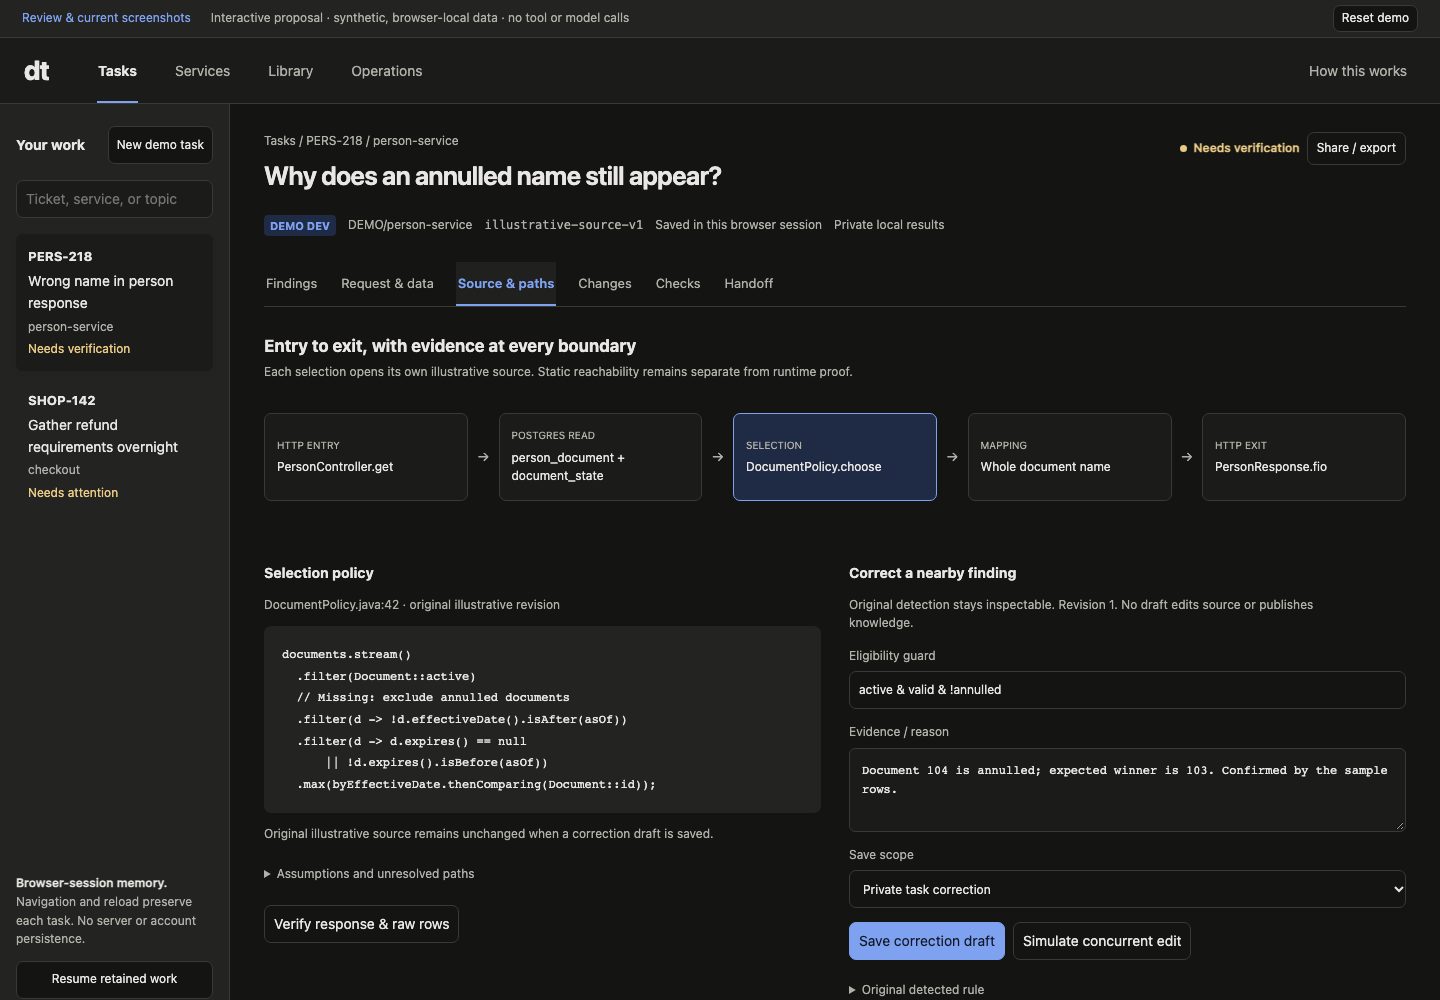 Review & current screenshots
Interactive proposal · synthetic, browser-local data · no tool or model calls
Reset demo
dt
Tasks
Services
Library
Operations
How this works
Your work
New demo task
Ticket, service, or topic
PERS-218
Wrong name in person
response
person-service
Needs verification
SHOP-142
Gather refund
requirements overnight
checkout
Needs attention
Browser-session memory.
Navigation and reload preserve
each task. No server or account
persistence.
Resume retained work
Tasks / PERS-218 / person-service
Needs verification
Share / export
Why does an annulled name still appear?
DEMO DEV
DEMO/person-service
illustrative-source-v1
Saved in this browser session
Private local results
Findings
Request & data
Source & paths
Changes
Checks
Handoff
Entry to exit, with evidence at every boundary
Each selection opens its own illustrative source. Static reachability remains separate from runtime proof.
HTTP ENTRY
PersonController.get
→
POSTGRES READ
person_document +
document_state
→
SELECTION
DocumentPolicy.choose
→
MAPPING
Whole document name
→
HTTP EXIT
PersonResponse.fio
Selection policy
DocumentPolicy.java:42 · original illustrative revision
documents.stream()
  .filter(Document::active)
  // Missing: exclude annulled documents
  .filter(d -> !d.effectiveDate().isAfter(asOf))
  .filter(d -> d.expires() == null
      || !d.expires().isBefore(asOf))
  .max(byEffectiveDate.thenComparing(Document::id));
Original illustrative source remains unchanged when a correction draft is saved.
Assumptions and unresolved paths
Verify response & raw rows
Correct a nearby finding
Original detection stays inspectable. Revision 1. No draft edits source or publishes
knowledge.
Eligibility guard
active & valid & !annulled
Evidence / reason
Document 104 is annulled; expected winner is 103. Confirmed by the sample
rows.
Save scope
Private task correction
Save correction draft
Simulate concurrent edit
Original detected rule